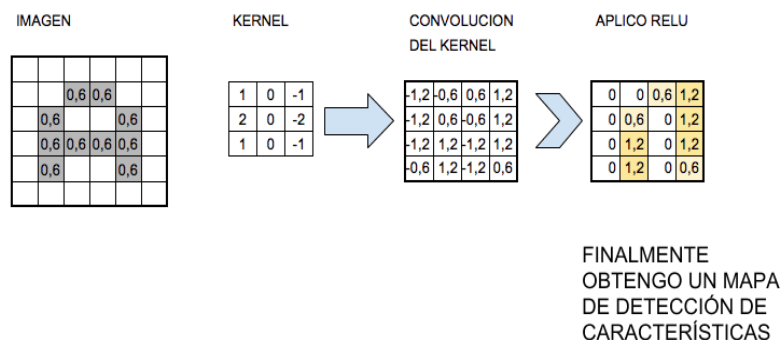 IMAGEN
KERNEL
CONVOLUCION
DEL KERNEL
APLICO RELU
0,6 0,6
0,6 0,6
0,6 0,6 0,6 0,6
0,6 0,6
1 0 -1
2 0 -2
1 0 -1
-1,2 -0,6 0,6 1,2
-1,2 0,6 -0,6 1,2
-1,2 1,2 -1,2 1,2
-0,6 1,2 -1,2 0,6
0 0 0,6 1,2
0 0,6 0 1,2
0 1,2 0 1,2
0 1,2 0 0,6
FINALMENTE
OBTENGO UN MAPA
DE DETECCIÓN DE
CARACTERÍSTICAS